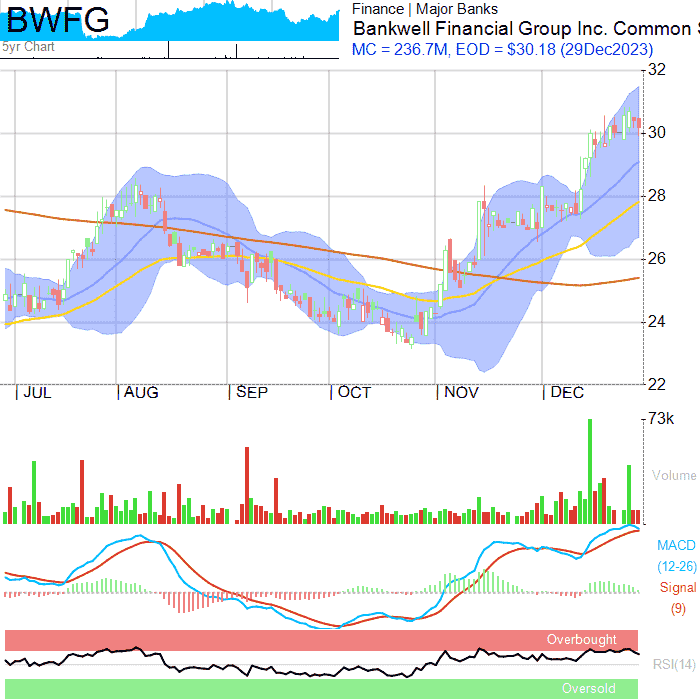 BWFG
5yr Chart
Finance | Major Banks
Bankwell Financial Group Inc. Common S
MC = 236.7M, EOD = $30.18 (29Dec2023)
32
30
28
26
24
22
JUL AUG SEP OCT NOV DEC
73k
Volume
MACD
(12-26)
Signal
(9)
Overbought
RSI(14)
Oversold